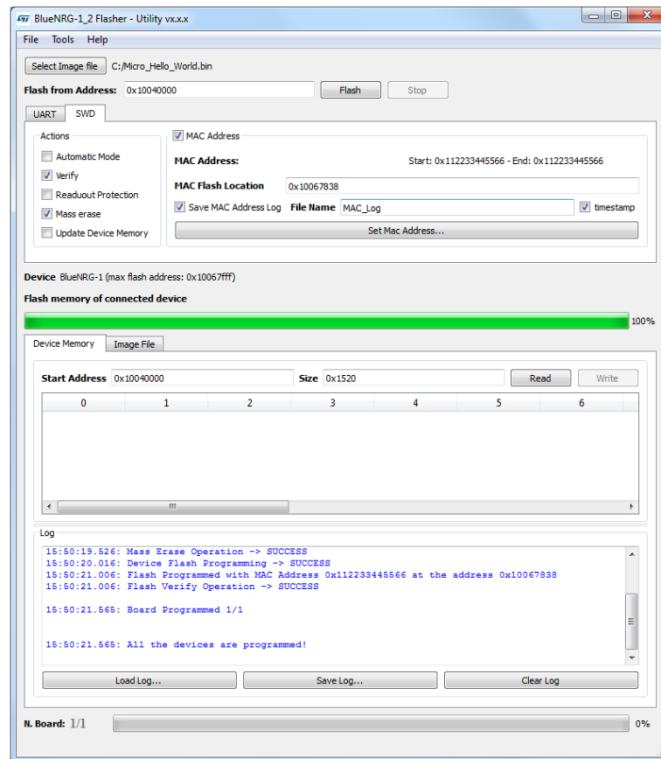 BlueNRG-1_2 Flasher - Utility vx.x.x
File Tools Help
Select Image file C:/Micro_Hello_World.bin
Flash from Address: 0x10040000 Flash Stop
UART SWD
Actions
Automatic Mode
Verify
Readuout Protection
Mass erase
Update Device Memory
MAC Address
MAC Address: Start: 0x112233445566 - End: 0x112233445566
MAC Flash Location 0x10067838
Save MAC Address Log File Name MAC_Log timestamp
Set Mac Address...
Device BlueNRG-1 (max flash address: 0x10067fff)
Flash memory of connected device
100%
Device Memory Image File
Start Address 0x10040000 Size 0x1520 Read Write
0 1 2 3 4 5 6
Log
15:50:19.526: Mass Erase Operation -> SUCCESS
15:50:20.016: Device Flash Programming -> SUCCESS
15:50:21.006: Flash Programmed with MAC Address 0x112233445566 at the address 0x10067838
15:50:21.006: Flash Verify Operation -> SUCCESS
15:50:21.565: Board Programmed 1/1
15:50:21.565: All the devices are programmed!
Load Log... Save Log... Clear Log
N. Board: 1/1 0%